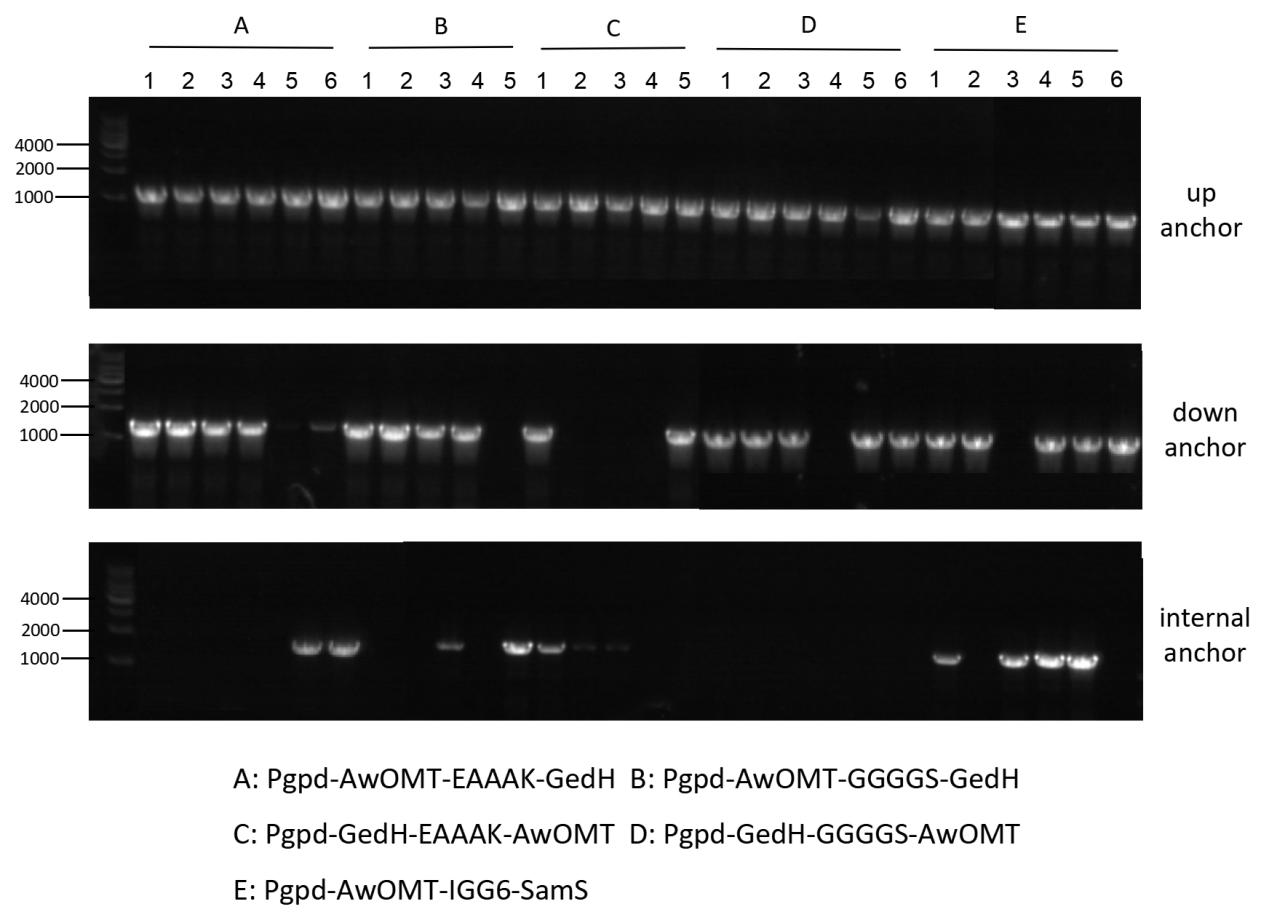 A B C D E
1 2 3 4 5 6 1 2 3 4 5 1 2 3 4 5 1 2 3 4 5 6 1 2 3 4 5 6
4000
2000
1000
up
anchor
4000
2000
1000
down
anchor
4000
2000
1000
internal
anchor
A: Pgpd-AwOMT-EAAAK-GedH B: Pgpd-AwOMT-GGGGS-GedH
C: Pgpd-GedH-EAAAK-AwOMT D: Pgpd-GedH-GGGGS-AwOMT
E: Pgpd-AwOMT-IGG6-SamS